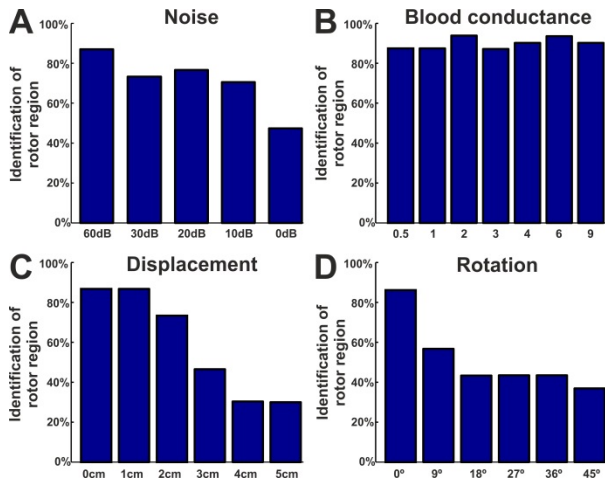 A
Noise
Identification of
rotor region
100%
80%
60%
40%
20%
0%
60dB 30dB 20dB 10dB 0dB
B
Blood conductance
Identification of
rotor region
100%
80%
60%
40%
20%
0%
0.5 1 2 3 4 6 9
C
Displacement
Identification of
rotor region
100%
80%
60%
40%
20%
0%
0cm 1cm 2cm 3cm 4cm 5cm
D
Rotation
Identification of
rotor region
100%
80%
60%
40%
20%
0%
0º 9º 18º 27º 36º 45º